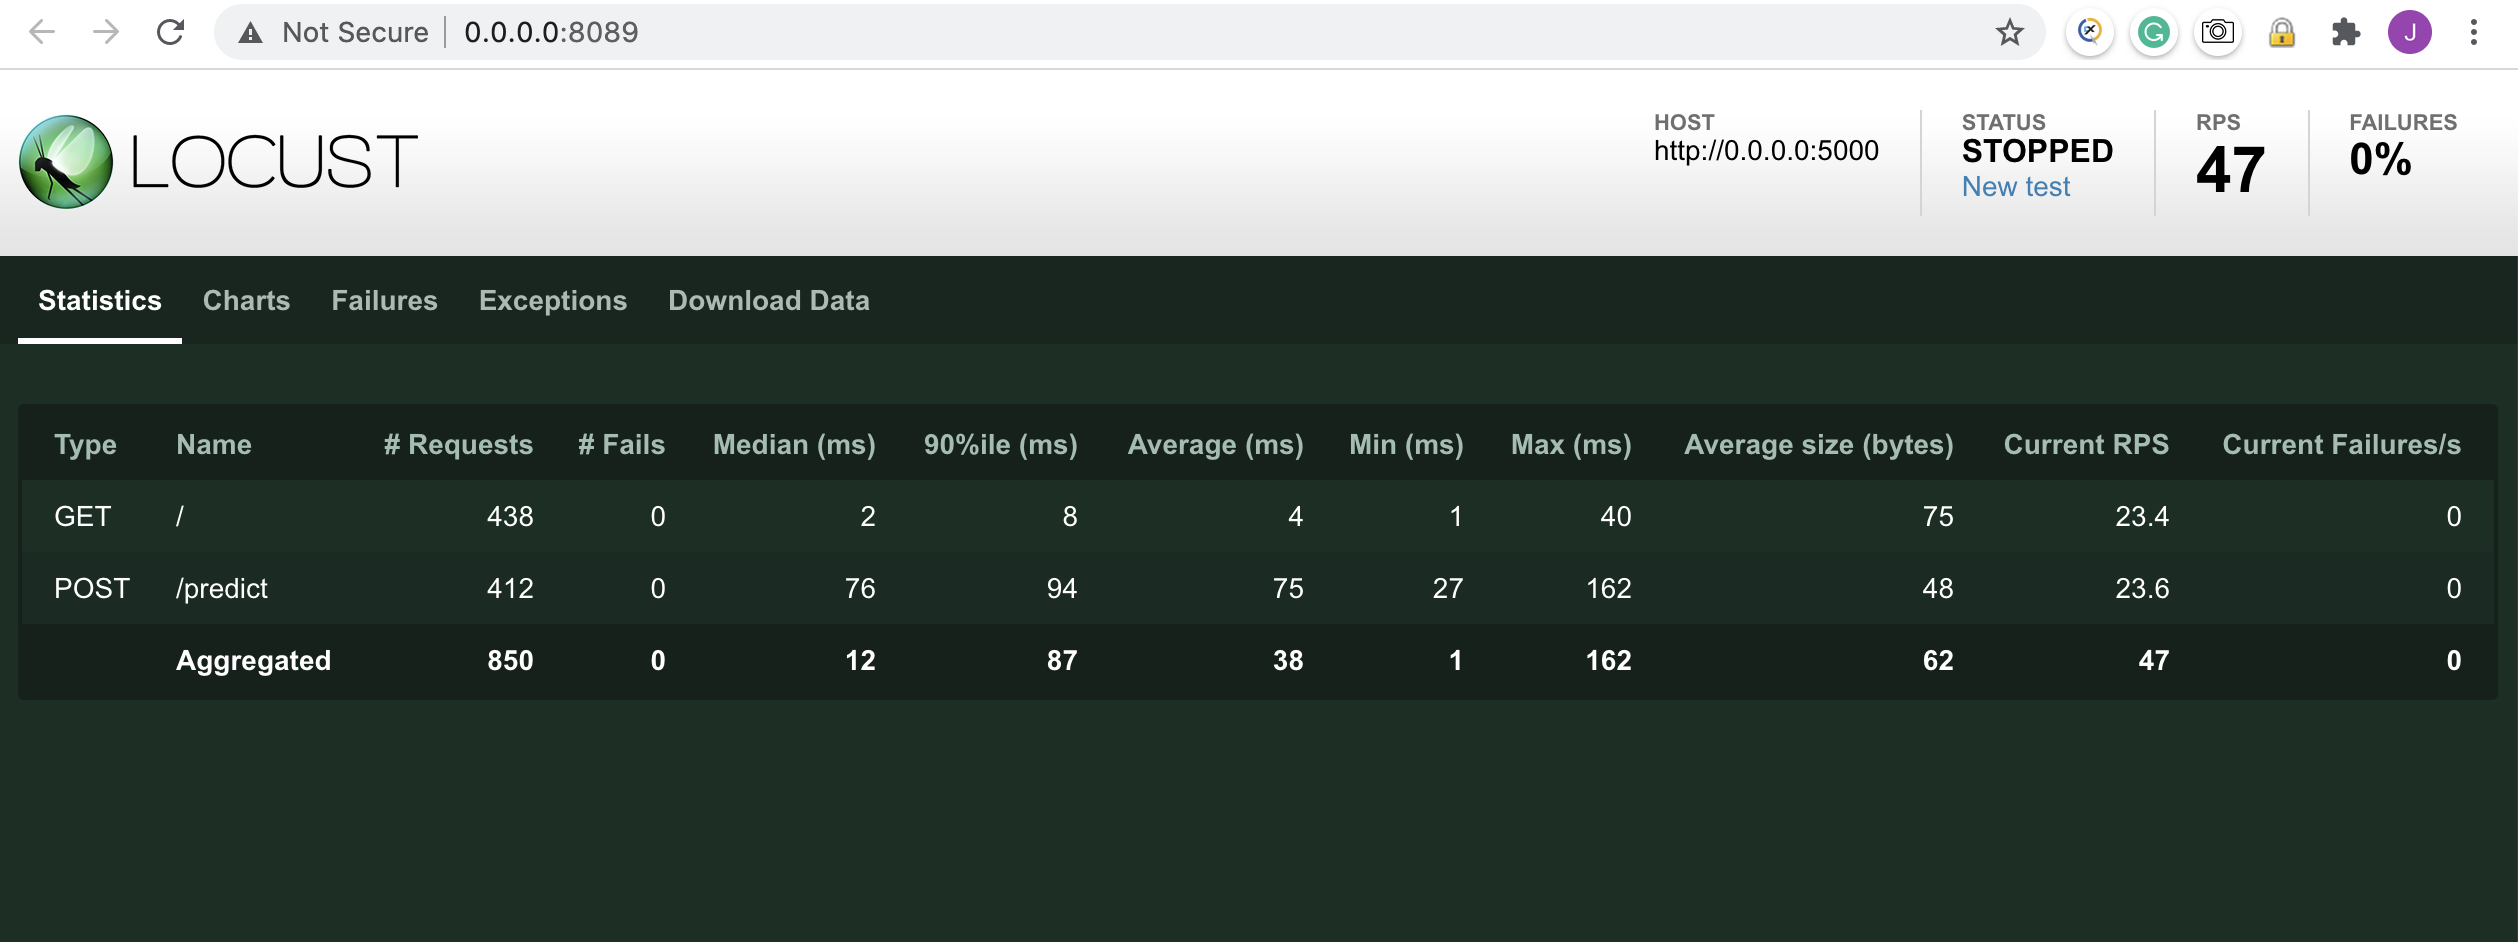 Not Secure 0.0.0.0:8089 J
LOCUST
HOST
http://0.0.0.0:5000
STATUS
STOPPED
New test
RPS
47
FAILURES
0%
Statistics Charts Failures Exceptions Download Data
Type Name # Requests # Fails Median (ms) 90%ile (ms) Average (ms) Min (ms) Max (ms) Average size (bytes) Current RPS Current Failures/s
GET / 438 0 2 8 4 1 40 75 23.4 0
POST /predict 412 0 76 94 75 27 162 48 23.6 0
Aggregated 850 0 12 87 38 1 162 62 47 0